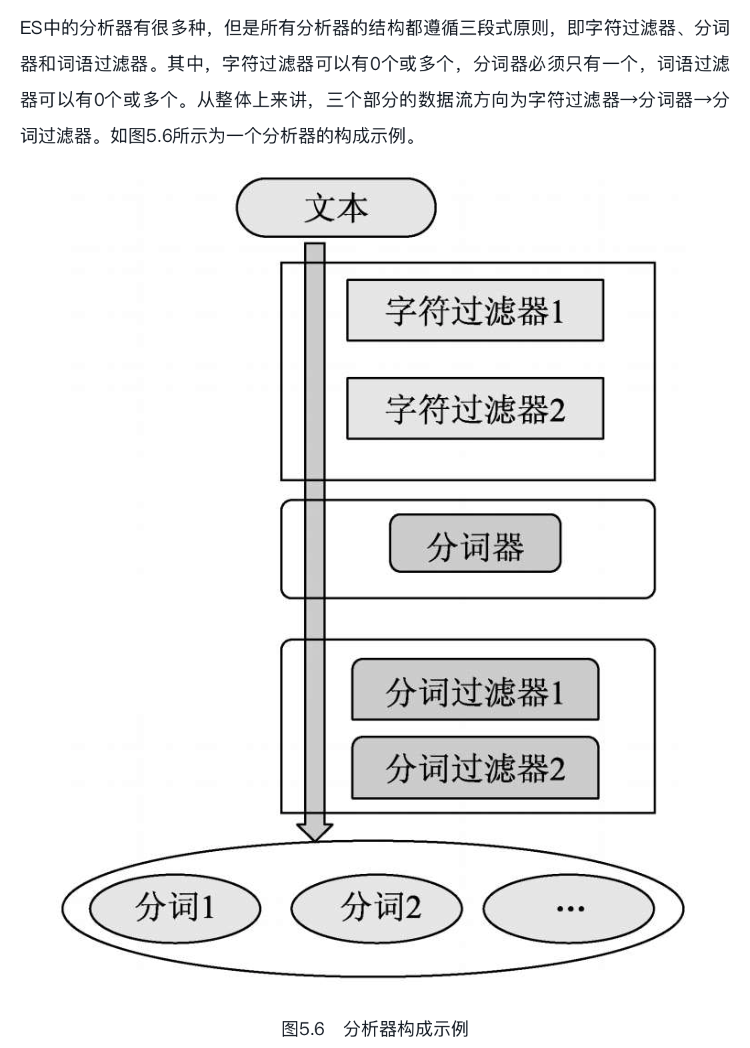 ES中的分析器有很多种，但是所有分析器的结构都遵循三段式原则，即字符过滤器、分词
器和词语过滤器。其中，字符过滤器可以有0个或多个，分词器必须只有一个，词语过滤
器可以有0个或多个。从整体上来讲，三个部分的数据流方向为字符过滤器→分词器→分
词过滤器。如图5.6所示为一个分析器的构成示例。
文本
字符过滤器1
字符过滤器2
分词器
分词过滤器1
分词过滤器2
分词1
分词2
…
图5.6 分析器构成示例